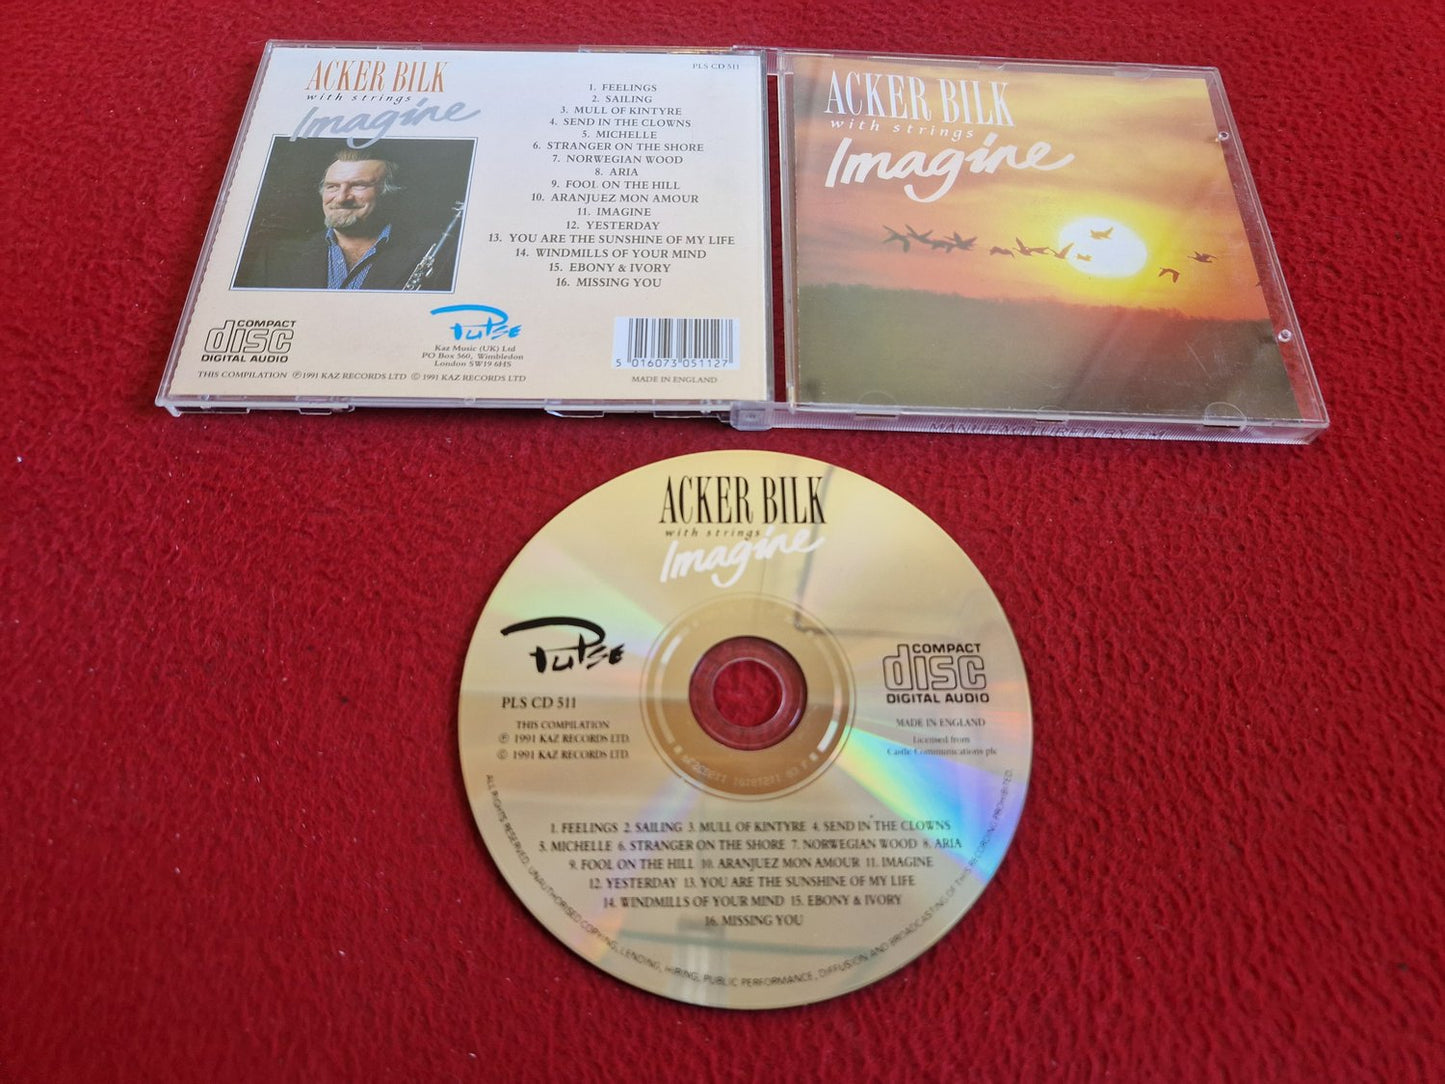 ACKER BILK
with strings
Imagine
PLS CD 511
1. FEELINGS
2. SAILING
3. MULL OF KINTYRE
4. SEND IN THE CLOWNS
5. MICHELLE
6. STRANGER ON THE SHORE
7. NORWEGIAN WOOD
8. ARIA
9. FOOL ON THE HILL
10. ARANJUEZ MON AMOUR
11. IMAGINE
12. YESTERDAY
13. YOU ARE THE SUNSHINE OF MY LIFE
14. WINDMILLS OF YOUR MIND
15. EBONY & IVORY
16. MISSING YOU
COMPACT
disc
DIGITAL AUDIO
Pulse
Kaz Music (UK) Ltd
PO Box 560, Wimbledon
London SW19 6HS
THIS COMPILATION ℗ 1991 KAZ RECORDS LTD © 1991 KAZ RECORDS LTD
5 016073 051127
MADE IN ENGLAND
ACKER BILK
with strings
Imagine
MANUFACTURED BY
ACKER BILK
with strings
Imagine
Pulse
PLS CD 511
THIS COMPILATION
℗ 1991 KAZ RECORDS LTD.
© 1991 KAZ RECORDS LTD.
COMPACT
disc
DIGITAL AUDIO
MADE IN ENGLAND
Licensed from
Castle Communications plc
1. FEELINGS 2. SAILING 3. MULL OF KINTYRE 4. SEND IN THE CLOWNS
5. MICHELLE 6. STRANGER ON THE SHORE 7. NORWEGIAN WOOD 8. ARIA
9. FOOL ON THE HILL 10. ARANJUEZ MON AMOUR 11. IMAGINE
12. YESTERDAY 13. YOU ARE THE SUNSHINE OF MY LIFE
14. WINDMILLS OF YOUR MIND 15. EBONY & IVORY
16. MISSING YOU
ALL RIGHTS RESERVED. UNAUTHORISED COPYING, LENDING, HIRING, PUBLIC PERFORMANCE, DIFFUSION AND BROADCASTING OF THIS RECORDING PROHIBITED.